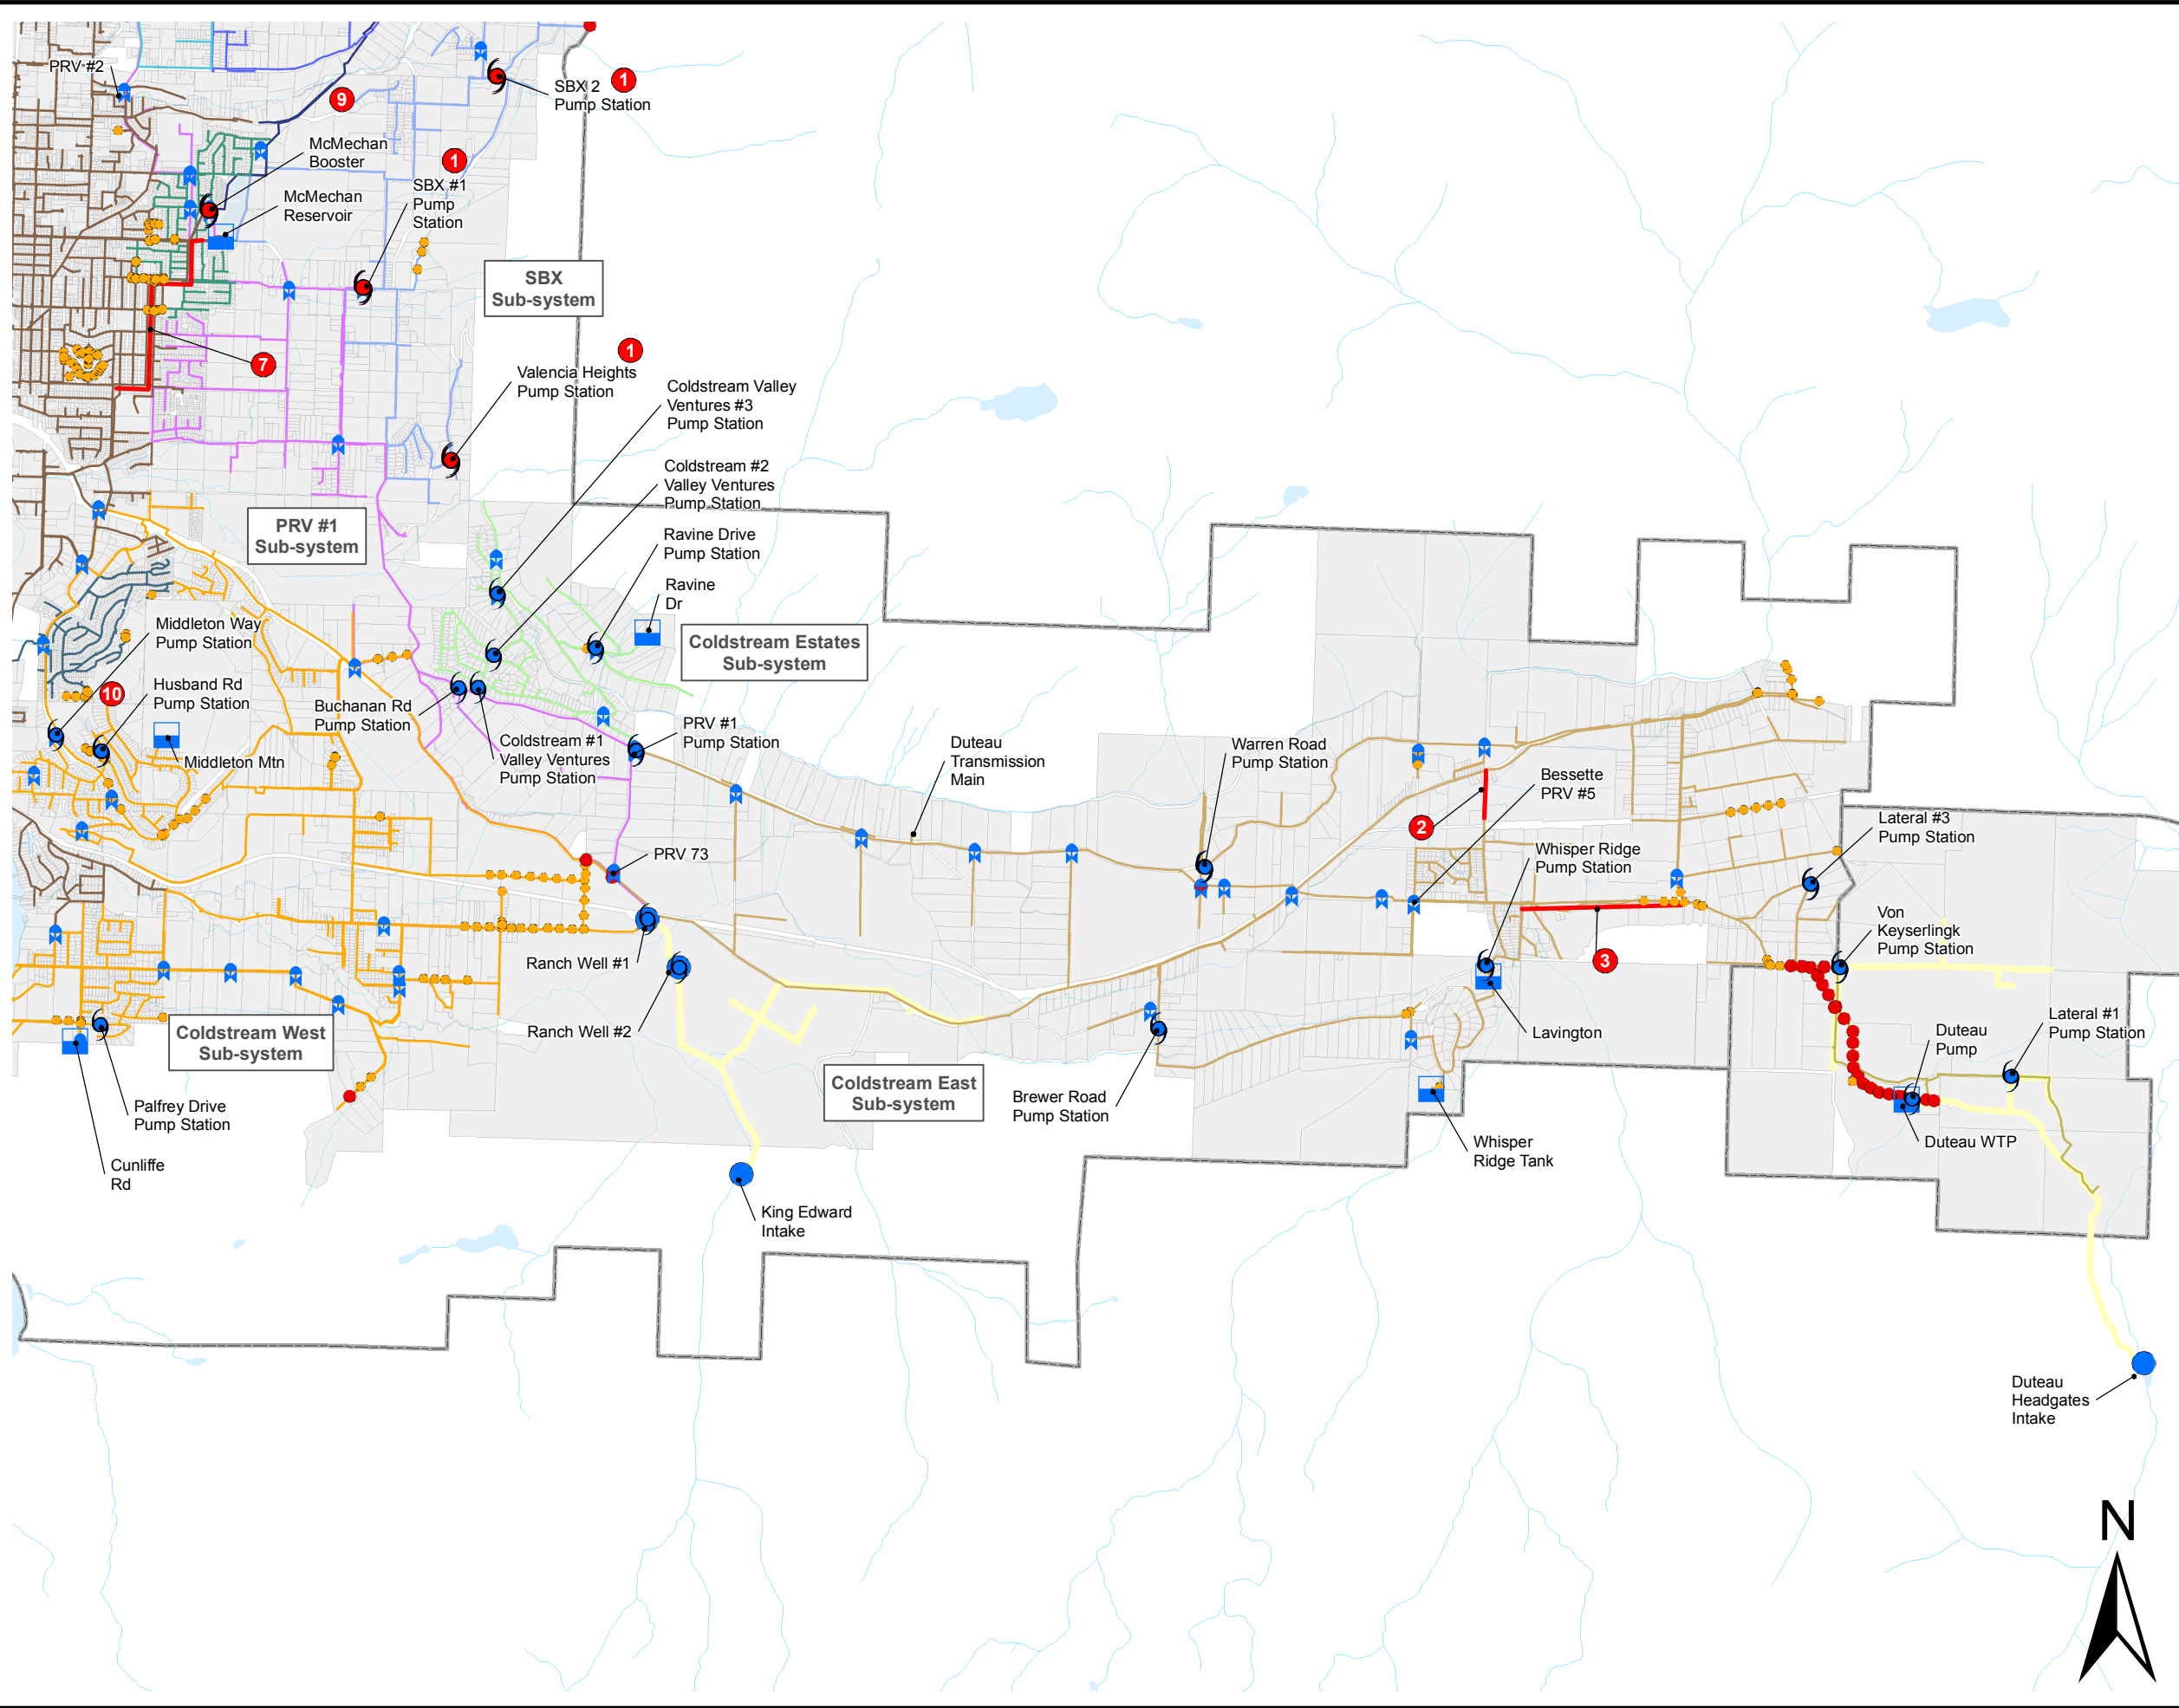 PRV #2
9
SBX 2
Pump Station
1
McMechan
Booster
1
SBX #1
Pump
Station
McMechan
Reservoir
SBX
Sub-system
7
1
Valencia Heights
Pump Station
Coldstream Valley
Ventures #3
Pump Station
Coldstream #2
Valley Ventures
Pump Station
PRV #1
Sub-system
Ravine Drive
Pump Station
Ravine
Dr
Coldstream Estates
Sub-system
Middleton Way
Pump Station
10
Husband Rd
Pump Station
Middleton Mtn
Buchanan Rd
Pump Station
Coldstream #1
Valley Ventures
Pump Station
PRV #1
Pump Station
Duteau
Transmission
Main
Warren Road
Pump Station
Bessette
PRV #5
2
Whisper Ridge
Pump Station
Lateral #3
Pump Station
PRV 73
Ranch Well #1
Ranch Well #2
3
Von
Keyserlingk
Pump Station
Lavington
Duteau
Pump
Lateral #1
Pump Station
Coldstream West
Sub-system
Coldstream East
Sub-system
Brewer Road
Pump Station
Palfrey Drive
Pump Station
Cunliffe
Rd
Whisper
Ridge Tank
Duteau WTP
King Edward
Intake
Duteau
Headgates
Intake
N